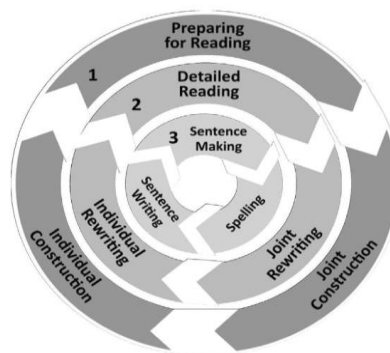 Preparing
for Reading
1
Detailed
Reading
2
3
Sentence
Making
Sentence
Writing
Spelling
Individual
Rewriting
Joint
Rewriting
Individual
Construction
Joint
Construction